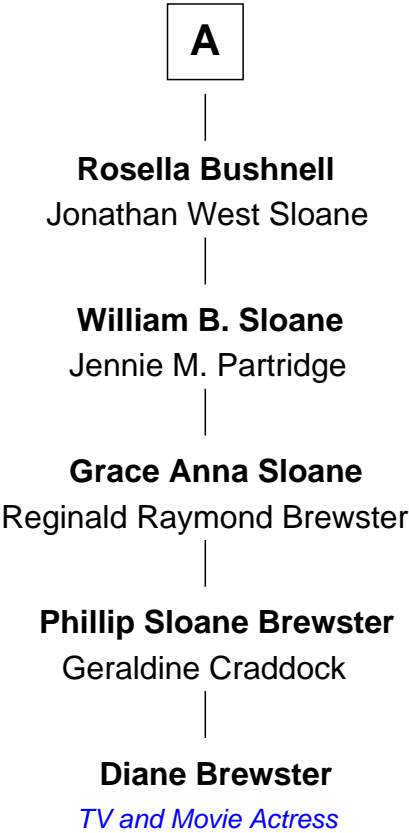 A
Rosella Bushnell
Jonathan West Sloane
William B. Sloane
Jennie M. Partridge
Grace Anna Sloane
Reginald Raymond Brewster
Phillip Sloane Brewster
Geraldine Craddock
Diane Brewster
TV and Movie Actress